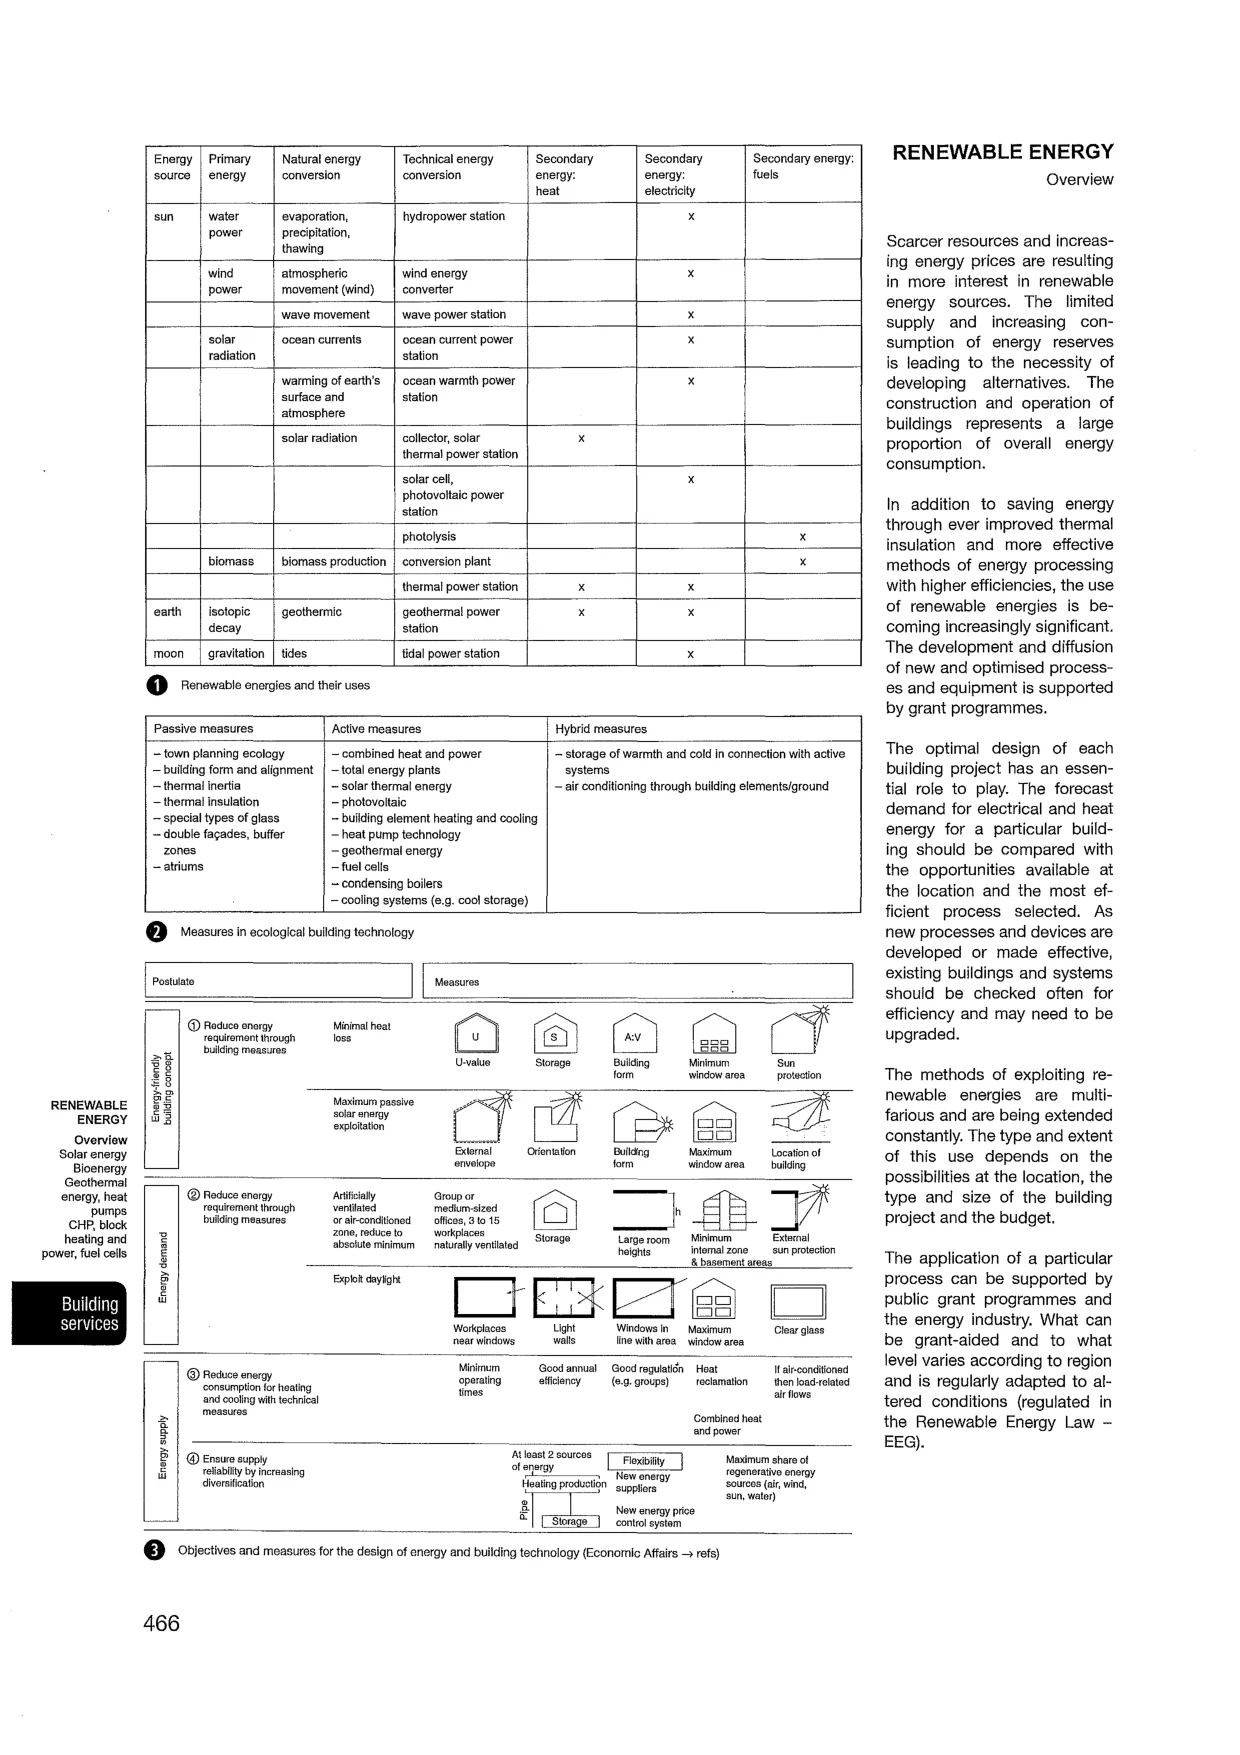 RENEWABLE ENERGY
Overview
Energy source | Primary energy | Natural energy conversion | Technical energy conversion | Secondary energy: heat | Secondary energy: electricity | Secondary energy: fuels
sun | water power | evaporation, precipitation, thawing | hydropower station | | x |
| wind power | atmospheric movement (wind) | wind energy converter | | x |
| | wave movement | wave power station | | x |
| solar radiation | ocean currents | ocean current power station | | x |
| | warming of earth's surface and atmosphere | ocean warmth power station | | x |
| | solar radiation | collector, solar thermal power station | x | |
| | | solar cell, photovoltaic power station | | x |
| | | photolysis | | | x
| biomass | biomass production | conversion plant | | | x
| | | thermal power station | x | x |
earth | isotopic decay | geothermic | geothermal power station | x | x |
moon | gravitation | tides | tidal power station | | x |
1 Renewable energies and their uses
Passive measures
– town planning ecology
– building form and alignment
– thermal inertia
– thermal insulation
– special types of glass
– double façades, buffer
zones
– atriums
Active measures
– combined heat and power
– total energy plants
– solar thermal energy
– photovoltaic
– building element heating and cooling
– heat pump technology
– geothermal energy
– fuel cells
– condensing boilers
– cooling systems (e.g. cool storage)
Hybrid measures
– storage of warmth and cold in connection with active
systems
– air conditioning through building elements/ground
2 Measures in ecological building technology
Postulate
Measures
Energy-friendly
building concept
① Reduce energy
requirement through
building measures
Minimal heat
loss
U
S
A:V
U-value
Storage
Building
form
Minimum
window area
Sun
protection
Maximum passive
solar energy
exploitation
External
envelope
Orientation
Building
form
Maximum
window area
Location of
building
Energy demand
② Reduce energy
requirement through
building measures
Artificially
ventilated
or air-conditioned
zone, reduce to
absolute minimum
Group or
medium-sized
offices, 3 to 15
workplaces
naturally ventilated
Storage
h
Large room
heights
Minimum
internal zone
& basement areas
External
sun protection
Exploit daylight
Workplaces
near windows
Light
walls
Windows in
line with area
Maximum
window area
Clear glass
Energy supply
③ Reduce energy
consumption for heating
and cooling with technical
measures
Minimum
operating
times
Good annual
efficiency
Good regulation
(e.g. groups)
Heat
reclamation
If air-conditioned
then load-related
air flows
Combined heat
and power
④ Ensure supply
reliability by increasing
diversification
At least 2 sources
of energy
Heating production
Pipe
Storage
Flexibility
New energy
suppliers
New energy price
control system
Maximum share of
regenerative energy
sources (air, wind,
sun, water)
3 Objectives and measures for the design of energy and building technology (Economic Affairs → refs)
Scarcer resources and increas-
ing energy prices are resulting
in more interest in renewable
energy sources. The limited
supply and increasing con-
sumption of energy reserves
is leading to the necessity of
developing alternatives. The
construction and operation of
buildings represents a large
proportion of overall energy
consumption.
In addition to saving energy
through ever improved thermal
insulation and more effective
methods of energy processing
with higher efficiencies, the use
of renewable energies is be-
coming increasingly significant.
The development and diffusion
of new and optimised process-
es and equipment is supported
by grant programmes.
The optimal design of each
building project has an essen-
tial role to play. The forecast
demand for electrical and heat
energy for a particular build-
ing should be compared with
the opportunities available at
the location and the most ef-
ficient process selected. As
new processes and devices are
developed or made effective,
existing buildings and systems
should be checked often for
efficiency and may need to be
upgraded.
The methods of exploiting re-
newable energies are multi-
farious and are being extended
constantly. The type and extent
of this use depends on the
possibilities at the location, the
type and size of the building
project and the budget.
The application of a particular
process can be supported by
public grant programmes and
the energy industry. What can
be grant-aided and to what
level varies according to region
and is regularly adapted to al-
tered conditions (regulated in
the Renewable Energy Law –
EEG).
RENEWABLE
ENERGY
Overview
Solar energy
Bioenergy
Geothermal
energy, heat
pumps
CHP, block
heating and
power, fuel cells
Building
services
466